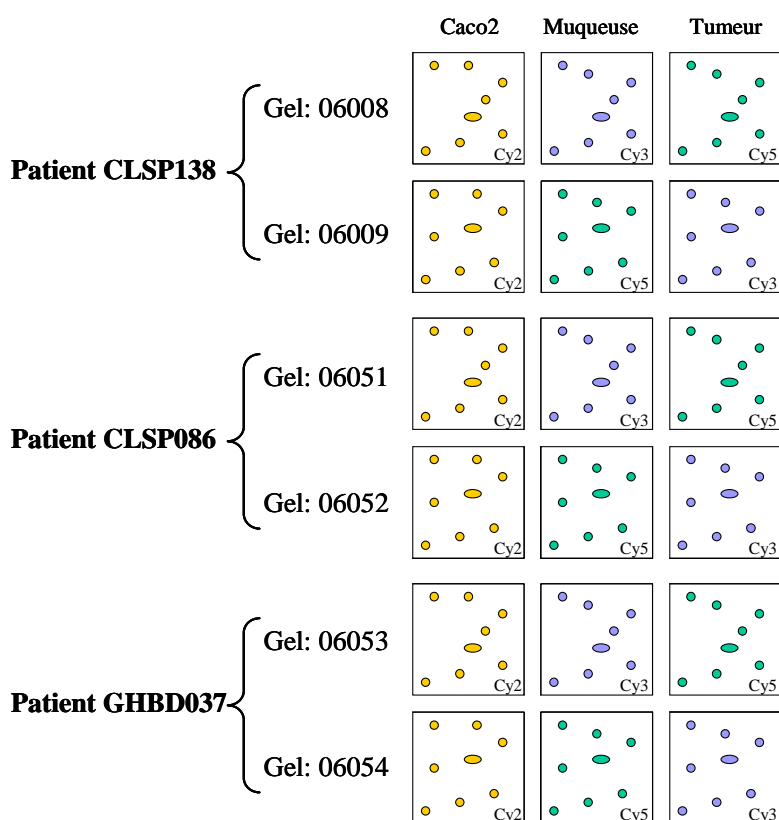 Caco2 Muqueuse Tumeur
Gel: 06008
Cy2 Cy3 Cy5
Patient CLSP138
Gel: 06009
Cy2 Cy5 Cy3
Gel: 06051
Cy2 Cy3 Cy5
Patient CLSP086
Gel: 06052
Cy2 Cy5 Cy3
Gel: 06053
Cy2 Cy3 Cy5
Patient GHBD037
Gel: 06054
Cy2 Cy5 Cy3